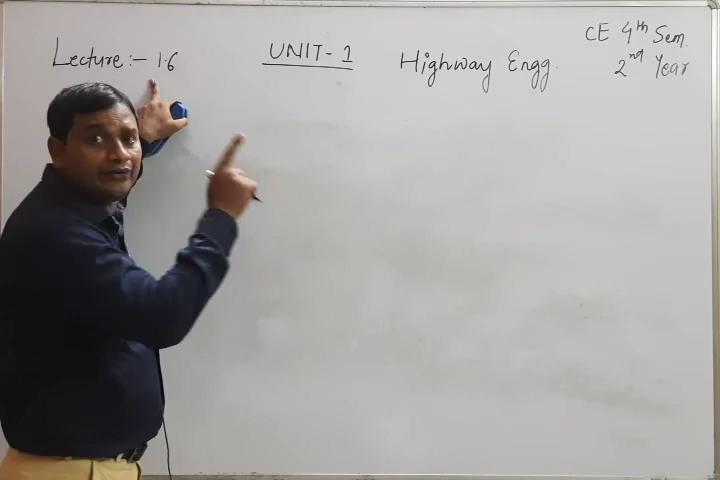 Lecture:- 1.6
UNIT- 1
Highway Engg.
CE 4th Sem.
2nd Year